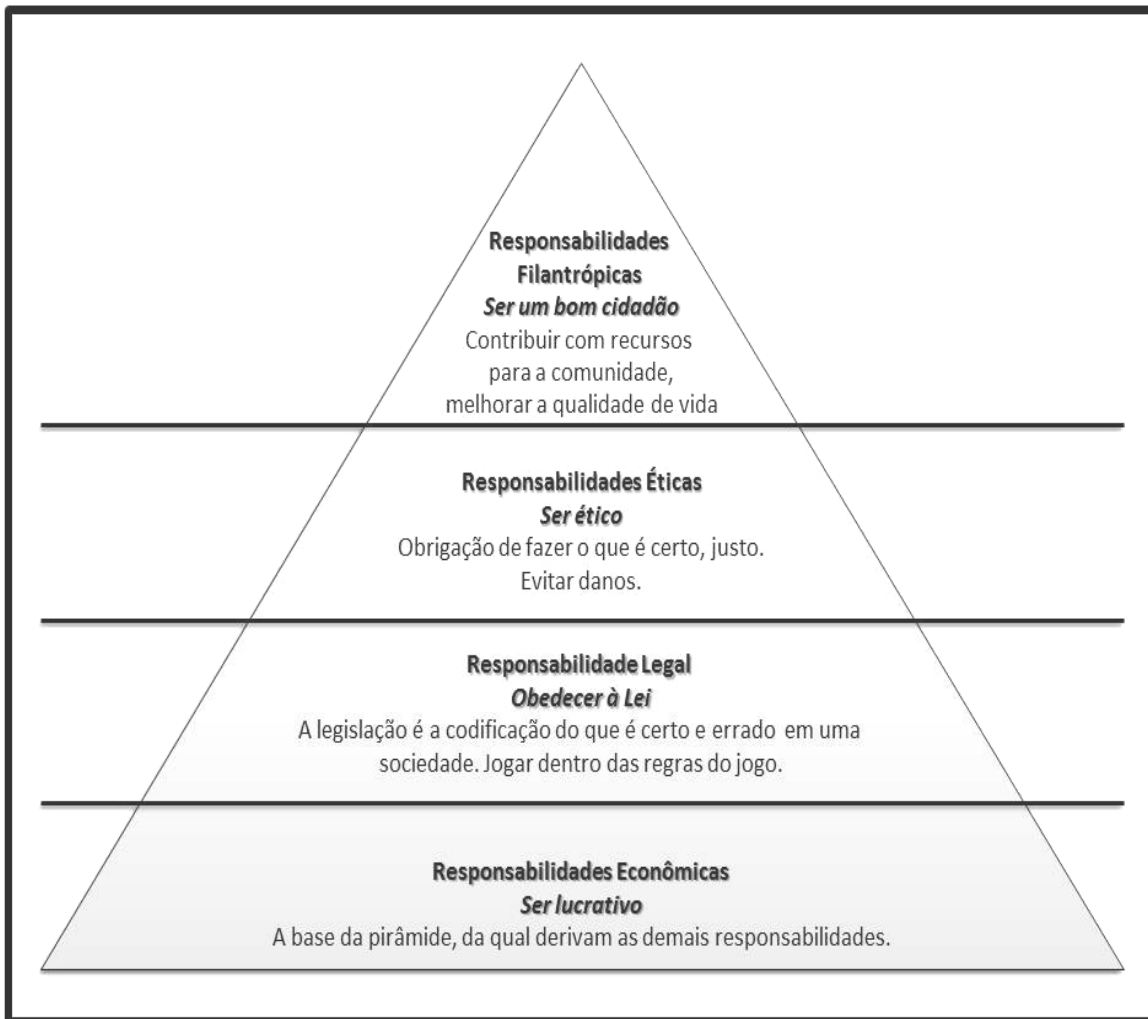 Responsabilidades
Filantrópicas
Ser um bom cidadão
Contribuir com recursos
para a comunidade,
melhorar a qualidade de vida
Responsabilidades Éticas
Ser ético
Obrigação de fazer o que é certo, justo.
Evitar danos.
Responsabilidade Legal
Obedecer à Lei
A legislação é a codificação do que é certo e errado em uma
sociedade. Jogar dentro das regras do jogo.
Responsabilidades Econômicas
Ser lucrativo
A base da pirâmide, da qual derivam as demais responsabilidades.